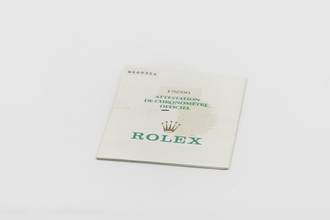 ATTESTATION
DE CHRONOMÈTRE
OFFICIEL
ROLEX